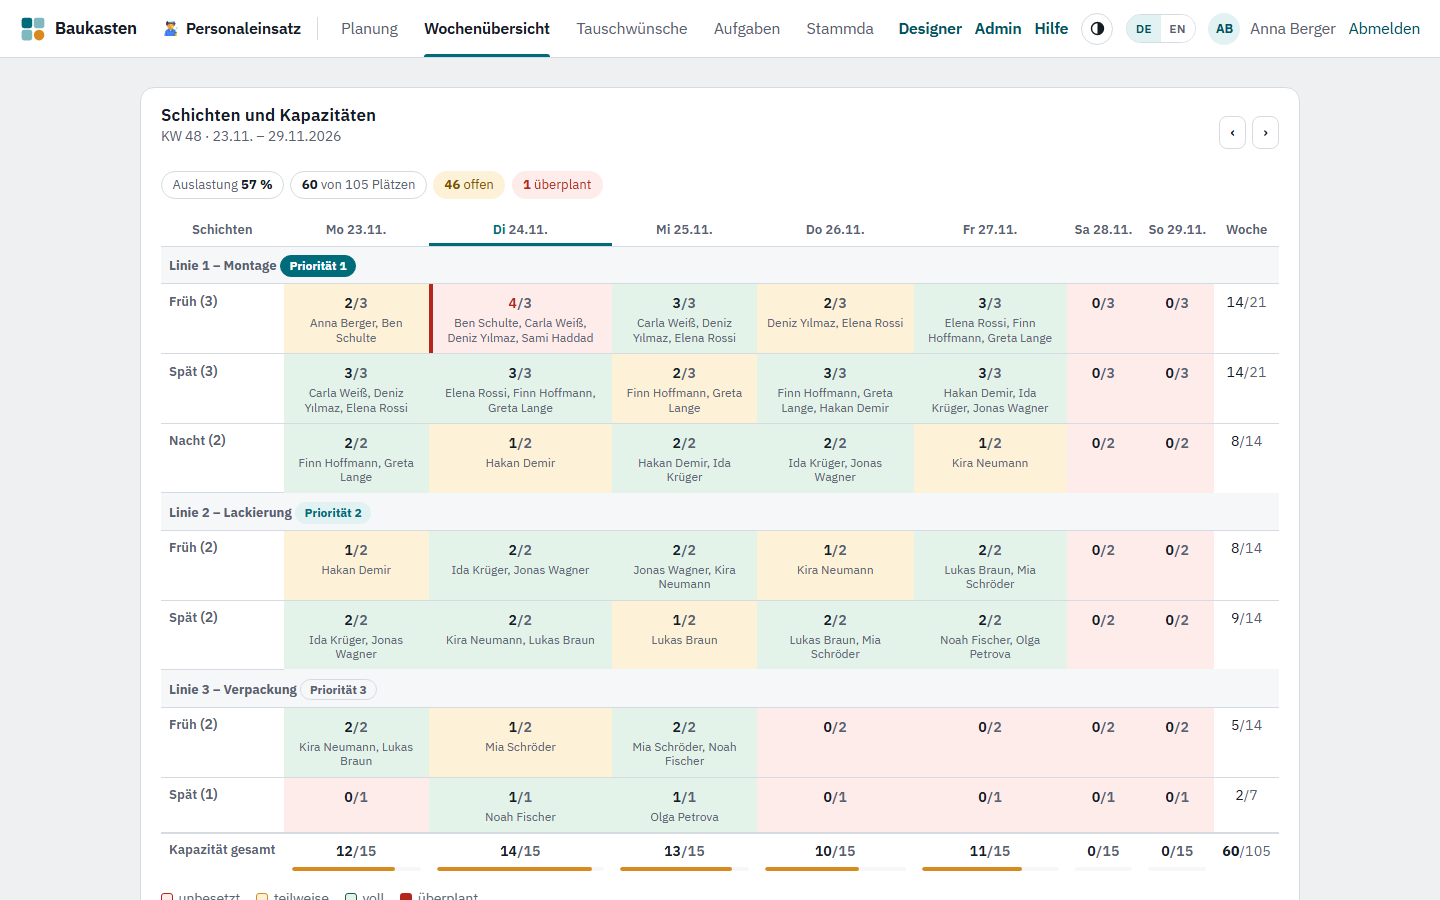 Baukasten Personaleinsatz Planung Wochenübersicht Tauschwünsche Aufgaben Stammda Designer Admin Hilfe DE EN AB Anna Berger Abmelden
Schichten und Kapazitäten
KW 48 · 23.11. – 29.11.2026
‹ ›
Auslastung 57 % 60 von 105 Plätzen 46 offen 1 überplant
Schichten Mo 23.11. Di 24.11. Mi 25.11. Do 26.11. Fr 27.11. Sa 28.11. So 29.11. Woche
Linie 1 – Montage Priorität 1
Früh (3) 2/3 4/3 3/3 2/3 3/3 0/3 0/3 14/21
Anna Berger, Ben Ben Schulte, Carla Weiß, Carla Weiß, Deniz Deniz Yılmaz, Elena Rossi Elena Rossi, Finn
Schulte Deniz Yılmaz, Sami Haddad Yılmaz, Elena Rossi Hoffmann, Greta Lange
Spät (3) 3/3 3/3 2/3 3/3 3/3 0/3 0/3 14/21
Carla Weiß, Deniz Elena Rossi, Finn Hoffmann, Finn Hoffmann, Greta Finn Hoffmann, Greta Hakan Demir, Ida
Yılmaz, Elena Rossi Greta Lange Lange Lange, Hakan Demir Krüger, Jonas Wagner
Nacht (2) 2/2 1/2 2/2 2/2 1/2 0/2 0/2 8/14
Finn Hoffmann, Greta Hakan Demir Hakan Demir, Ida Ida Krüger, Jonas Kira Neumann
Lange Krüger Wagner
Linie 2 – Lackierung Priorität 2
Früh (2) 1/2 2/2 2/2 1/2 2/2 0/2 0/2 8/14
Hakan Demir Ida Krüger, Jonas Wagner Jonas Wagner, Kira Kira Neumann Lukas Braun, Mia
Neumann Schröder
Spät (2) 2/2 2/2 1/2 2/2 2/2 0/2 0/2 9/14
Ida Krüger, Jonas Kira Neumann, Lukas Braun Lukas Braun Lukas Braun, Mia Noah Fischer, Olga
Wagner Schröder Petrova
Linie 3 – Verpackung Priorität 3
Früh (2) 2/2 1/2 2/2 0/2 0/2 0/2 0/2 5/14
Kira Neumann, Lukas Mia Schröder Mia Schröder, Noah
Braun Fischer
Spät (1) 0/1 1/1 1/1 0/1 0/1 0/1 0/1 2/7
Noah Fischer Olga Petrova
Kapazität gesamt 12/15 14/15 13/15 10/15 11/15 0/15 0/15 60/105
unbesetzt teilweise voll überplant